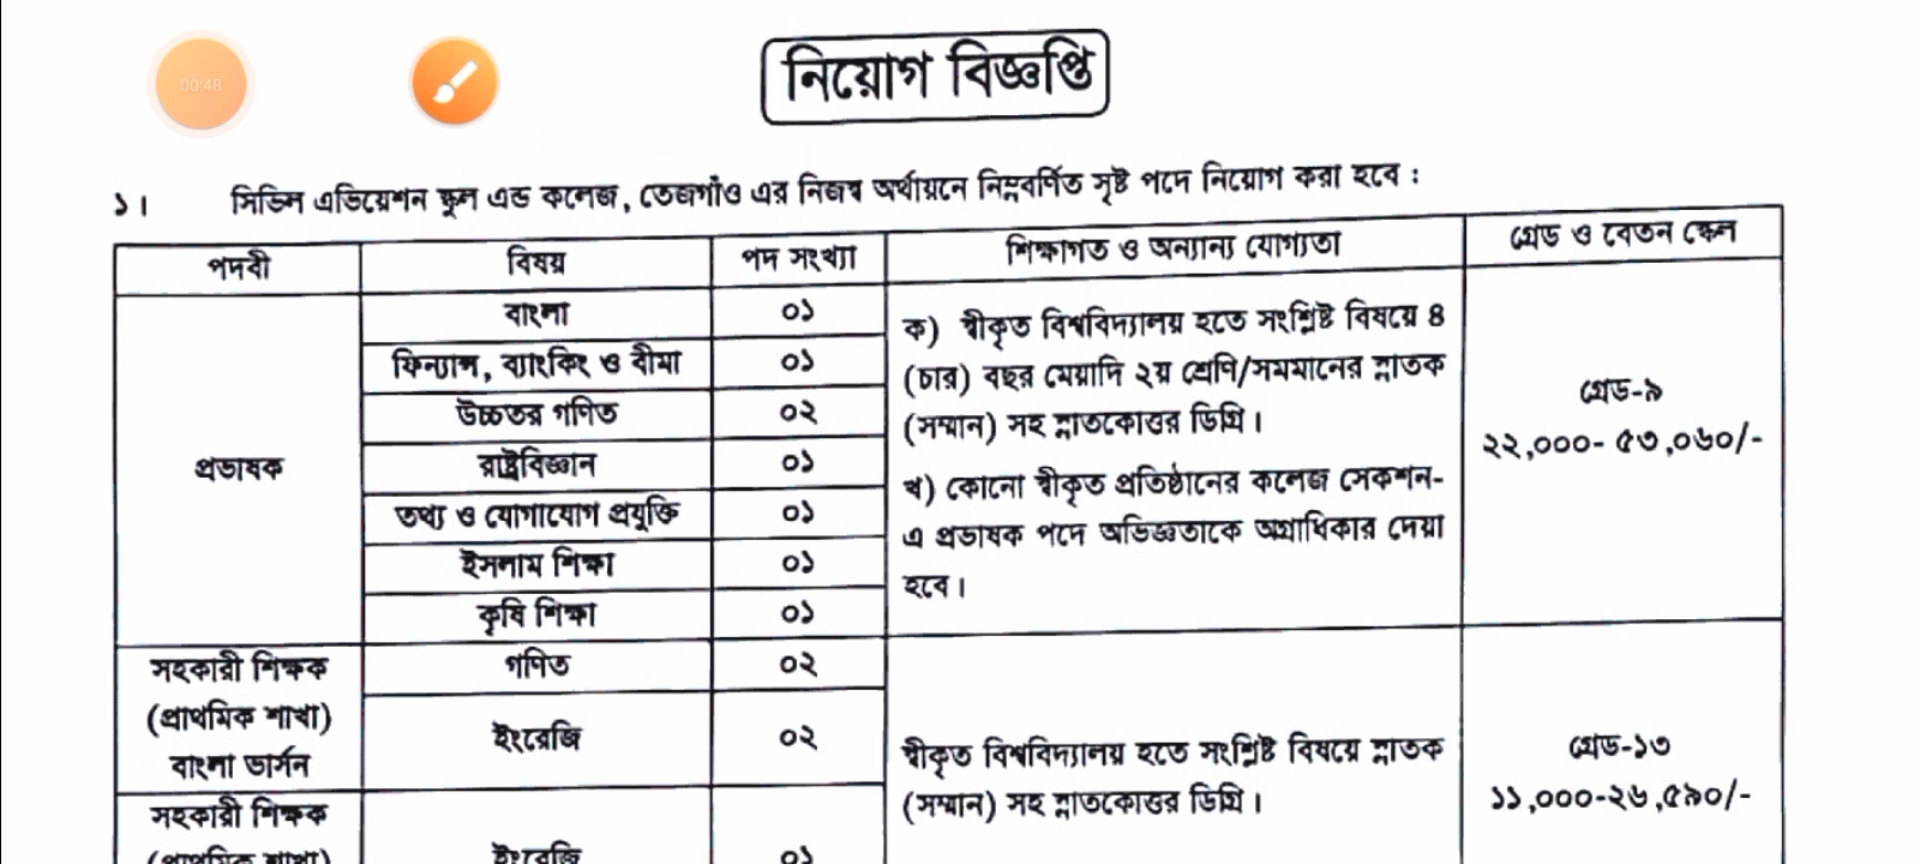 00:48
নিয়োগ বিজ্ঞপ্তি
১। সিভিল এভিয়েশন স্কুল এন্ড কলেজ, তেজগাঁও এর নিজস্ব অর্থায়নে নিম্নবর্ণিত সৃষ্ট পদে নিয়োগ করা হবে :
পদবী
বিষয়
পদ সংখ্যা
শিক্ষাগত ও অন্যান্য যোগ্যতা
গ্রেড ও বেতন স্কেল
প্রভাষক
বাংলা
০১
ফিন্যান্স, ব্যাংকিং ও বীমা
০১
উচ্চতর গণিত
০২
রাষ্ট্রবিজ্ঞান
০১
তথ্য ও যোগাযোগ প্রযুক্তি
০১
ইসলাম শিক্ষা
০১
কৃষি শিক্ষা
০১
ক) স্বীকৃত বিশ্ববিদ্যালয় হতে সংশ্লিষ্ট বিষয়ে ৪
(চার) বছর মেয়াদি ২য় শ্রেণি/সমমানের স্নাতক
(সম্মান) সহ স্নাতকোত্তর ডিগ্রি।
খ) কোনো স্বীকৃত প্রতিষ্ঠানের কলেজ সেকশন-
এ প্রভাষক পদে অভিজ্ঞতাকে অগ্রাধিকার দেয়া
হবে।
গ্রেড-৯
২২,০০০- ৫৩,০৬০/-
সহকারী শিক্ষক
(প্রাথমিক শাখা)
বাংলা ভার্সন
গণিত
০২
ইংরেজি
০২
স্বীকৃত বিশ্ববিদ্যালয় হতে সংশ্লিষ্ট বিষয়ে স্নাতক
(সম্মান) সহ স্নাতকোত্তর ডিগ্রি।
গ্রেড-১৩
১১,০০০-২৬,৫৯০/-
সহকারী শিক্ষক
(প্রাথমিক শাখা)
ইংরেজি
০১